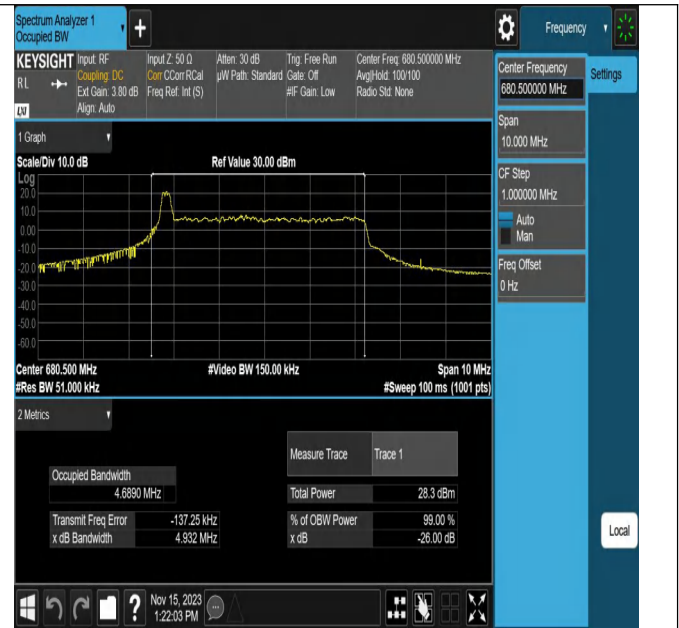 Spectrum Analyzer 1
Occupied BW
Frequency
KEYSIGHT
RL
LXI
Input: RF
Coupling: DC
Ext Gain: 3.80 dB
Align: Auto
Input Z: 50 Ω
Corr CCorr RCal
Freq Ref: Int (S)
Atten: 30 dB
µW Path: Standard
Trig: Free Run
Gate: Off
#IF Gain: Low
Center Freq: 680.500000 MHz
Avg|Hold: 100/100
Radio Std: None
Center Frequency
680.500000 MHz
Settings
Span
10.000 MHz
CF Step
1.000000 MHz
Auto
Man
Freq Offset
0 Hz
Local
1 Graph
Scale/Div 10.0 dB
Ref Value 30.00 dBm
Log
20.0
10.0
0.00
-10.0
-20.0
-30.0
-40.0
-50.0
-60.0
Center 680.500 MHz
#Video BW 150.00 kHz
Span 10 MHz
#Res BW 51.000 kHz
#Sweep 100 ms (1001 pts)
2 Metrics
Measure Trace
Trace 1
Occupied Bandwidth
4.6890 MHz
Total Power
28.3 dBm
Transmit Freq Error
-137.25 kHz
% of OBW Power
99.00 %
x dB Bandwidth
4.932 MHz
x dB
-26.00 dB
?
Nov 15, 2023
1:22:03 PM